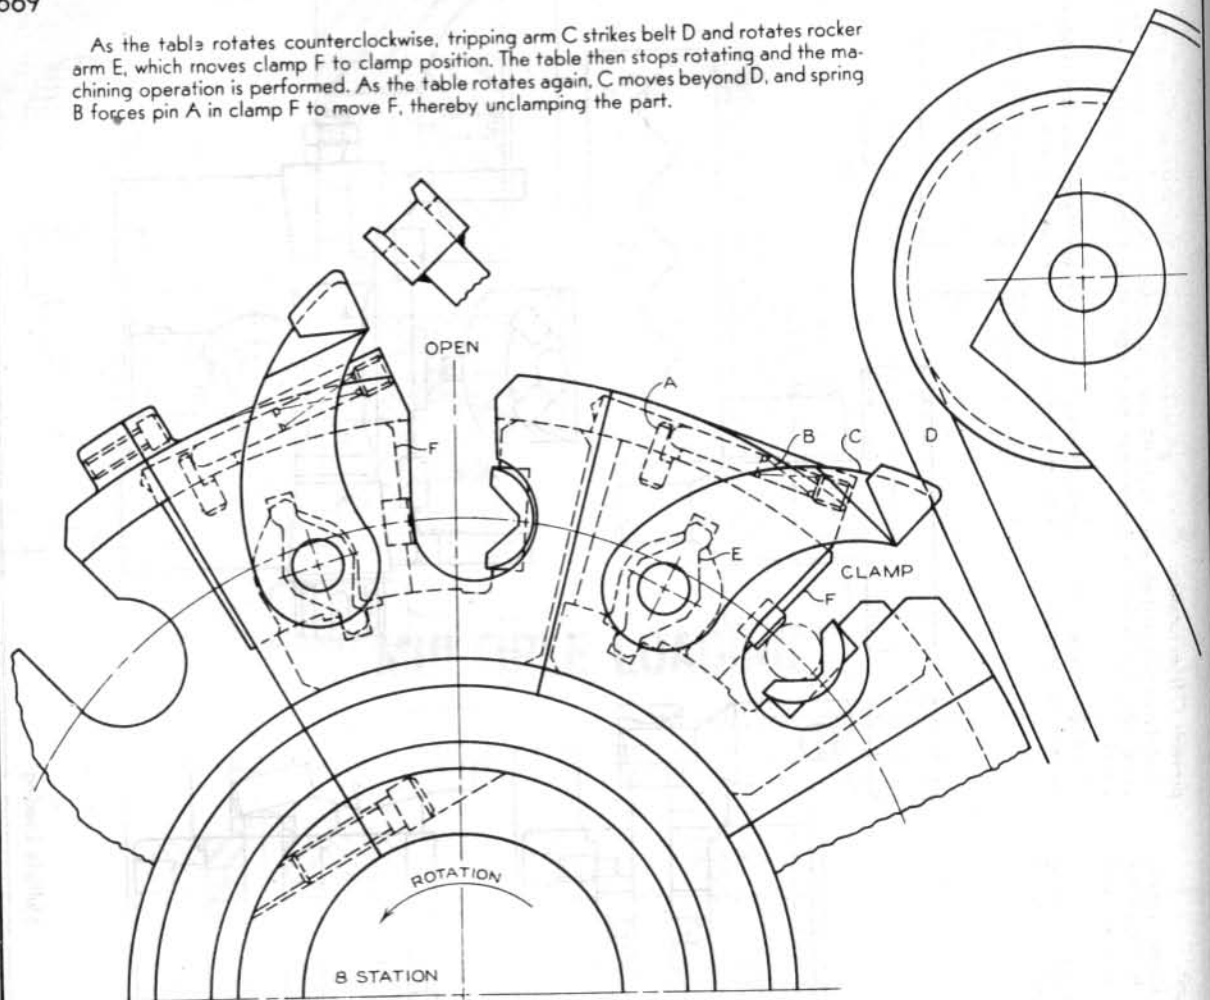 As the table rotates counterclockwise, tripping arm C strikes belt D and rotates rocker
arm E, which moves clamp F to clamp position. The table then stops rotating and the ma-
chining operation is performed. As the table rotates again, C moves beyond D, and spring
B forces pin A in clamp F to move F, thereby unclamping the part.
OPEN
A
B
C
D
F
E
CLAMP
F
ROTATION
8 STATION